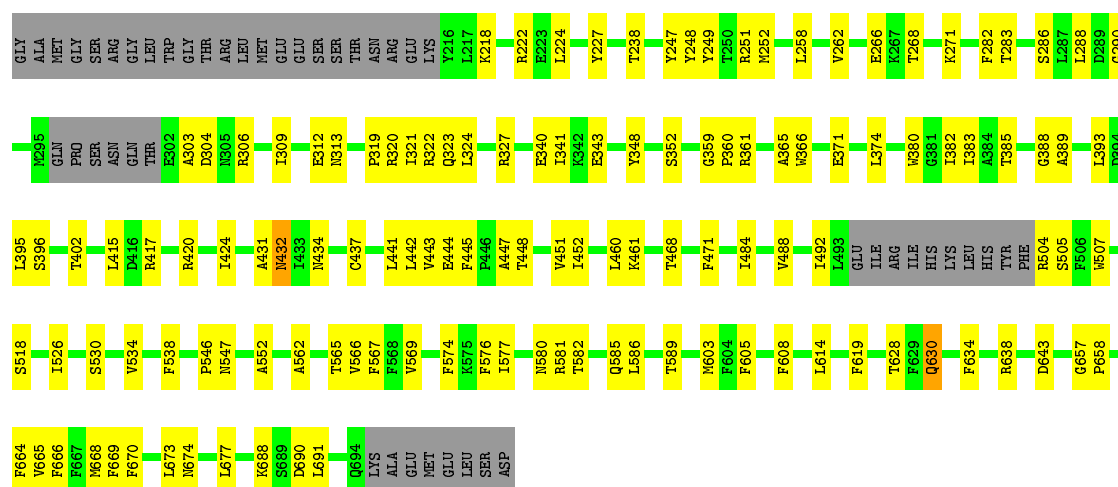 GLY ALA MET GLY SER ARG GLY LEU TRP GLY THR ARG LEU MET GLU GLU SER SER THR ASN ARG GLU LYS Y216 L217 K218 R222 E223 L224 Y227 T238 Y247 Y248 Y249 T250 R251 M252 L258 V262 E266 K267 T268 K271 F282 T283 S286 L287 L288 D289 G290
M295 GLN PRO SER ASN GLN THR E302 A303 D304 N305 R306 I309 E312 N313 P319 R320 I321 R322 Q323 L324 R327 E340 I341 K342 E343 Y348 S352 G359 P360 R361 A365 W366 E371 L374 W380 G381 I382 I383 A384 T385 G388 A389 L393 P394
L395 S396 T402 L415 D416 R417 R420 I424 A431 N432 I433 N434 C437 L441 L442 V443 E444 F445 P446 A447 T448 V451 I452 L460 K461 T468 F471 I484 V488 I492 L493 GLU ILE ARG ILE HIS LYS LEU HIS TYR PHE R504 S505 F506 W507
S518 I526 S530 V534 F538 P546 N547 A552 A562 T565 V566 F567 F568 V569 F574 K575 F576 I577 N580 R581 T582 Q585 L586 T589 M603 F604 F605 F608 L614 F619 T628 F629 Q630 F634 R638 D643 G657 P658
F664 V665 F666 F667 M668 F669 F670 L673 N674 L677 K688 S689 D690 L691 Q694 LYS ALA GLU MET GLU LEU SER ASP